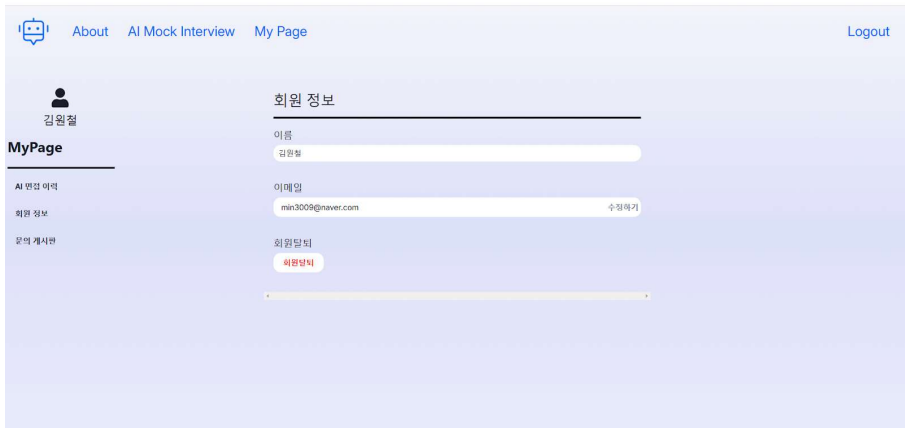 About AI Mock Interview My Page Logout
김원철
MyPage
AI 면접 이력
회원 정보
문의 게시판
회원 정보
이름
김원철
이메일
min3009@naver.com 수정하기
회원탈퇴
회원탈퇴